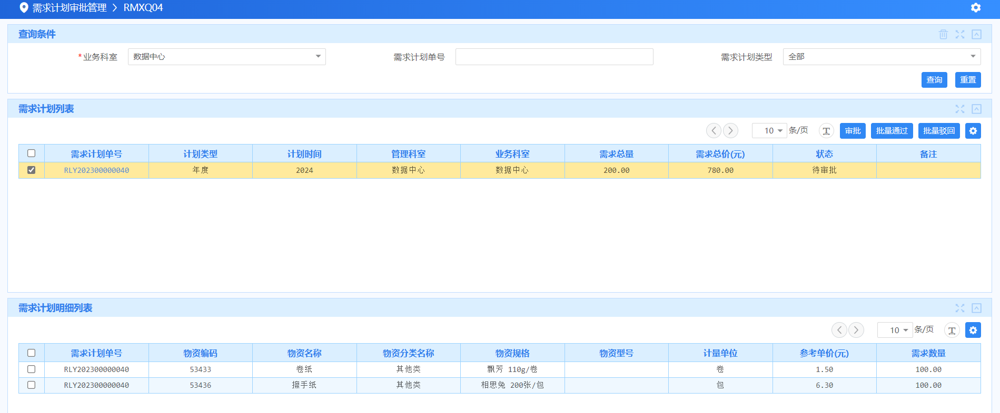 需求计划审批管理 > RMXQ04
查询条件
*业务科室 数据中心 需求计划单号 需求计划类型 全部
查询 重置
需求计划列表
10 条/页 审批 批量通过 批量驳回
需求计划单号 计划类型 计划时间 管理科室 业务科室 需求总量 需求总价(元) 状态 备注
RLY202300000040 年度 2024 数据中心 数据中心 200.00 780.00 待审批
需求计划明细列表
10 条/页
需求计划单号 物资编码 物资名称 物资分类名称 物资规格 物资型号 计量单位 参考单价(元) 需求数量
RLY202300000040 53433 卷纸 其他类 飘芳 110g/卷 卷 1.50 100.00
RLY202300000040 53436 擦手纸 其他类 相思兔 200张/包 包 6.30 100.00